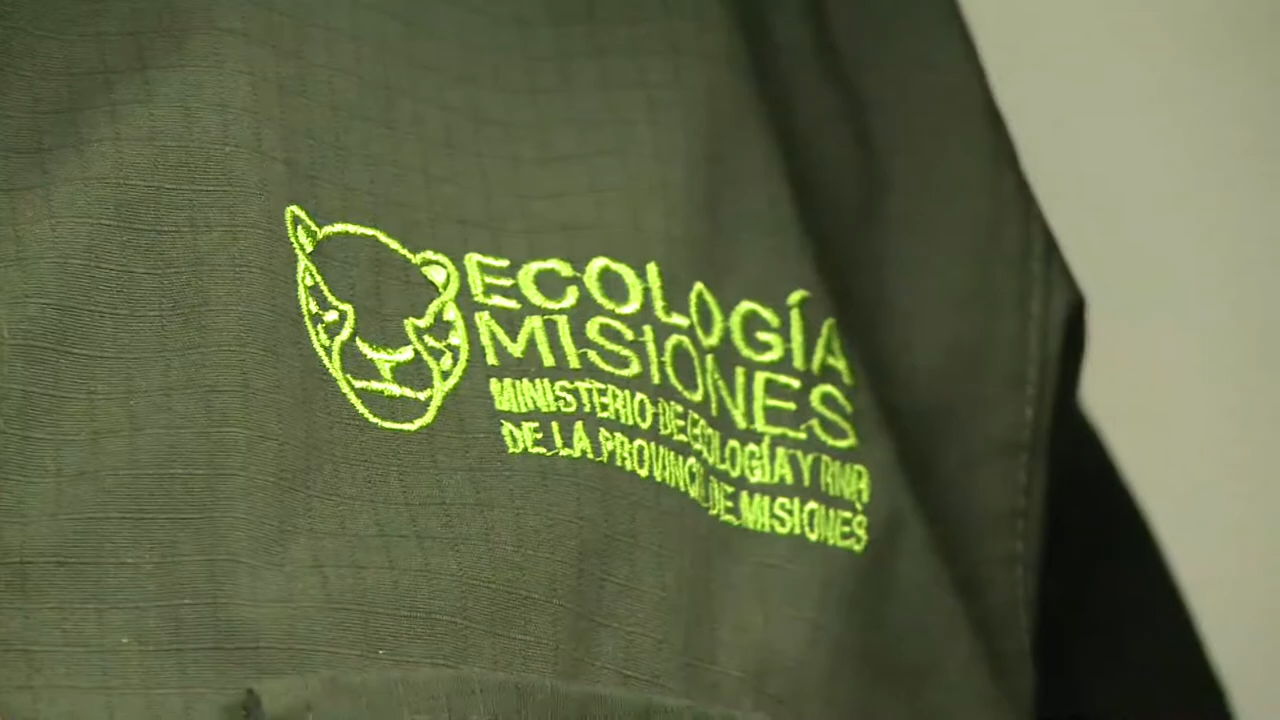 ECOLOGÍA
MISIONES
MINISTERIO DE ECOLOGÍA Y RNR
DE LA PROVINCIA DE MISIONES